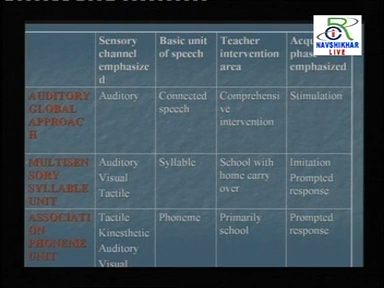 NAVSHIKHAR
LIVE
Sensory
channel
emphasize
d
Basic unit
of speech
Teacher
intervention
area
Acqu
phas
emphasized
AUDITORY
GLOBAL
APPROAC
H
Auditory
Connected
speech
Comprehensi
ve
intervention
Stimulation
MULTISEN
SORY
SYLLABLE
UNIT
Auditory
Visual
Tactile
Syllable
School with
home carry
over
Imitation
Prompted
response
ASSOCIATI
ON
PHONEME
UNIT
Tactile
Kinesthetic
Auditory
Visual
Phoneme
Primarily
school
Prompted
response